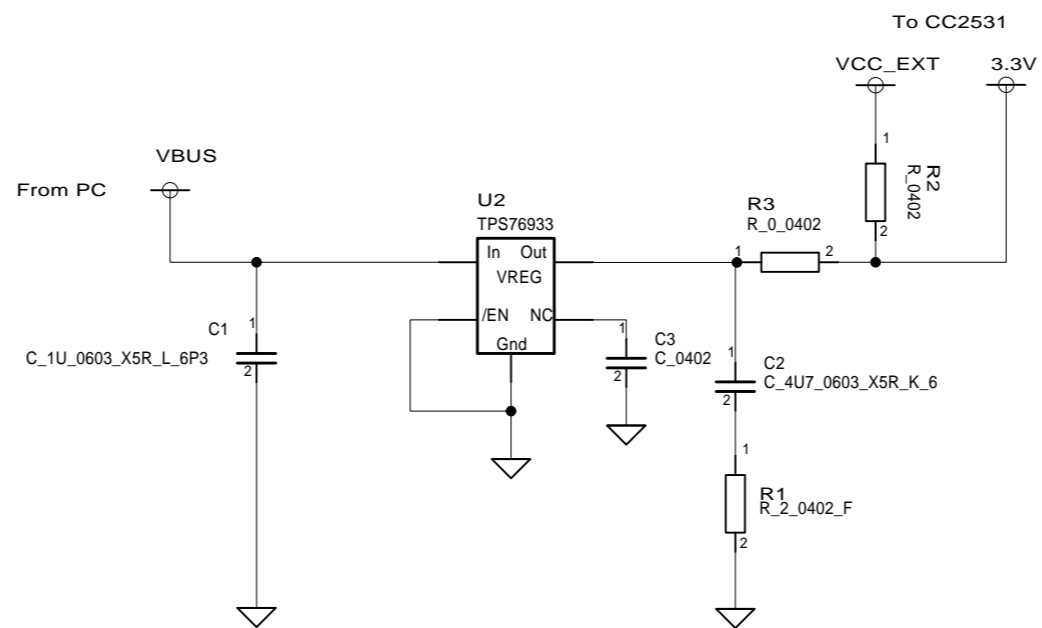 To CC2531
VCC_EXT
3.3V
VBUS
From PC
1
R2
R_0402
2
U2
TPS76933
R3
R_0_0402
In Out
VREG
1
2
/EN NC
Gnd
C1
1
C_1U_0603_X5R_L_6P3
2
1
C3
C_0402
2
1
C2
C_4U7_0603_X5R_K_6
2
1
R1
R_2_0402_F
2